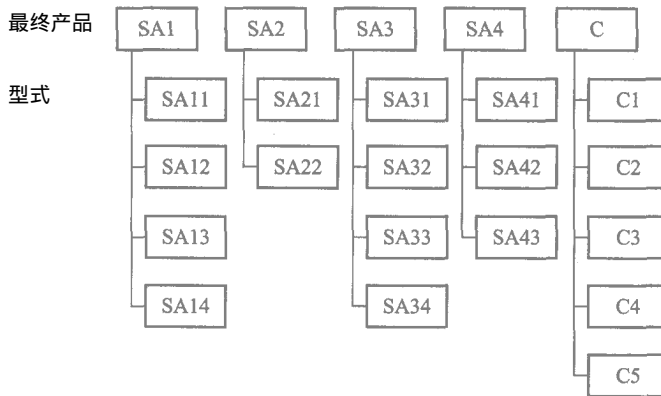 最终产品 SA1 SA2 SA3 SA4 C
型式 SA11 SA21 SA31 SA41 C1
SA12 SA22 SA32 SA42 C2
SA13 SA33 SA43 C3
SA14 SA34 C4
C5